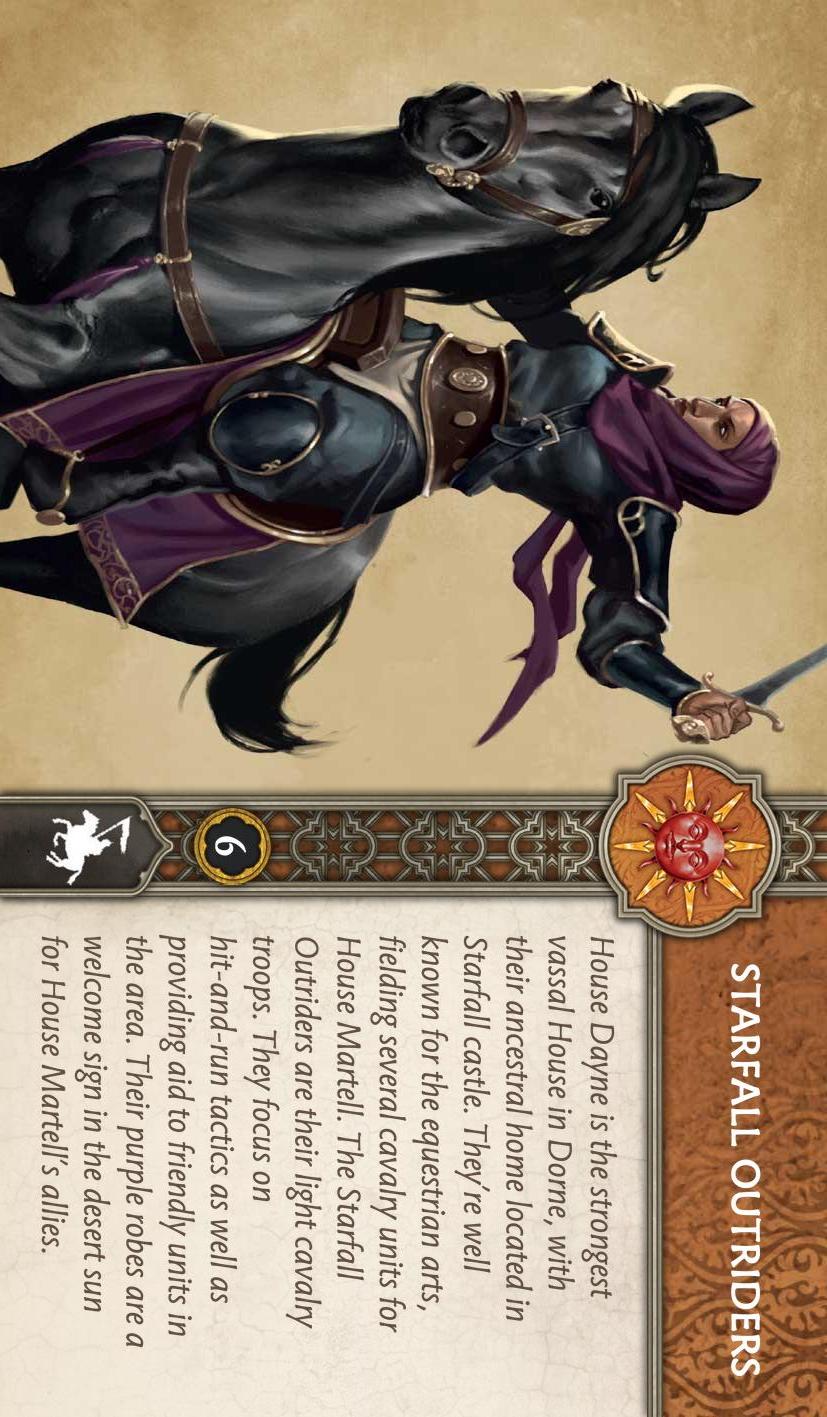 STARFALL OUTRIDERS
House Dayne is the strongest
vassal House in Dorne, with
their ancestral home located in
Starfall castle. They're well
known for the equestrian arts,
fielding several cavalry units for
House Martell. The Starfall
Outriders are their light cavalry
troops. They focus on
hit-and-run tactics as well as
providing aid to friendly units in
the area. Their purple robes are a
welcome sign in the desert sun
for House Martell's allies.
6